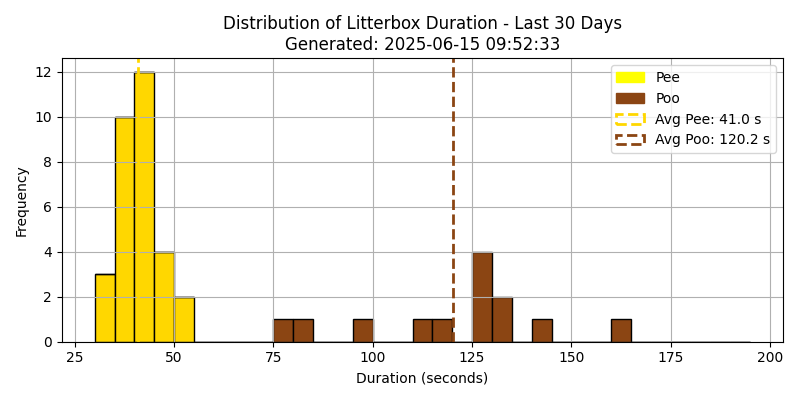 Distribution of Litterbox Duration - Last 30 Days
Generated: 2025-06-15 09:52:33
Pee
Poo
Avg Pee: 41.0 s
Avg Poo: 120.2 s
Frequency
12
10
8
6
4
2
0
25 50 75 100 125 150 175 200
Duration (seconds)